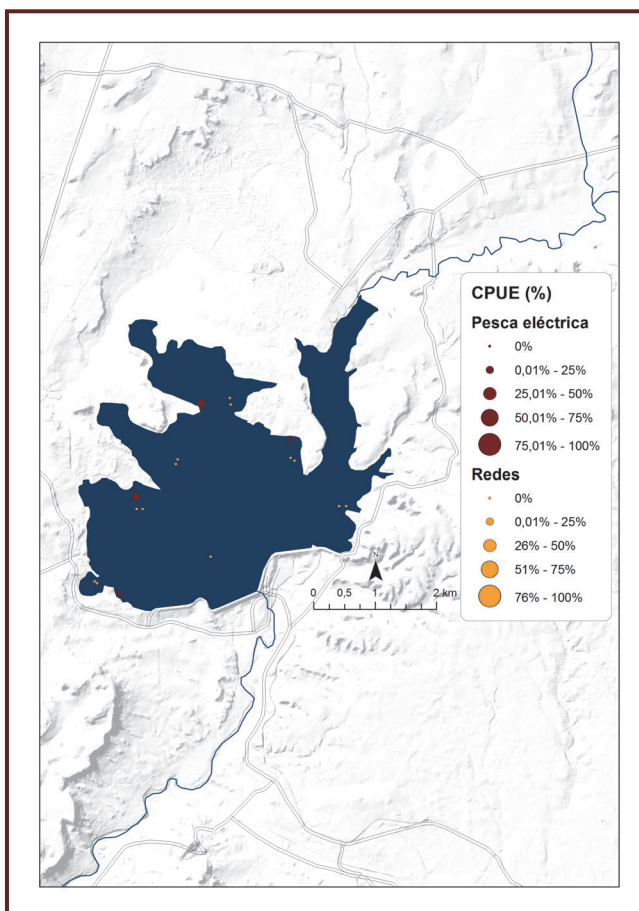 CPUE (%)
Pesca eléctrica
0%
0,01% - 25%
25,01% - 50%
50,01% - 75%
75,01% - 100%
Redes
0%
0,01% - 25%
26% - 50%
51% - 75%
76% - 100%
N
0 0,5 1 2 km